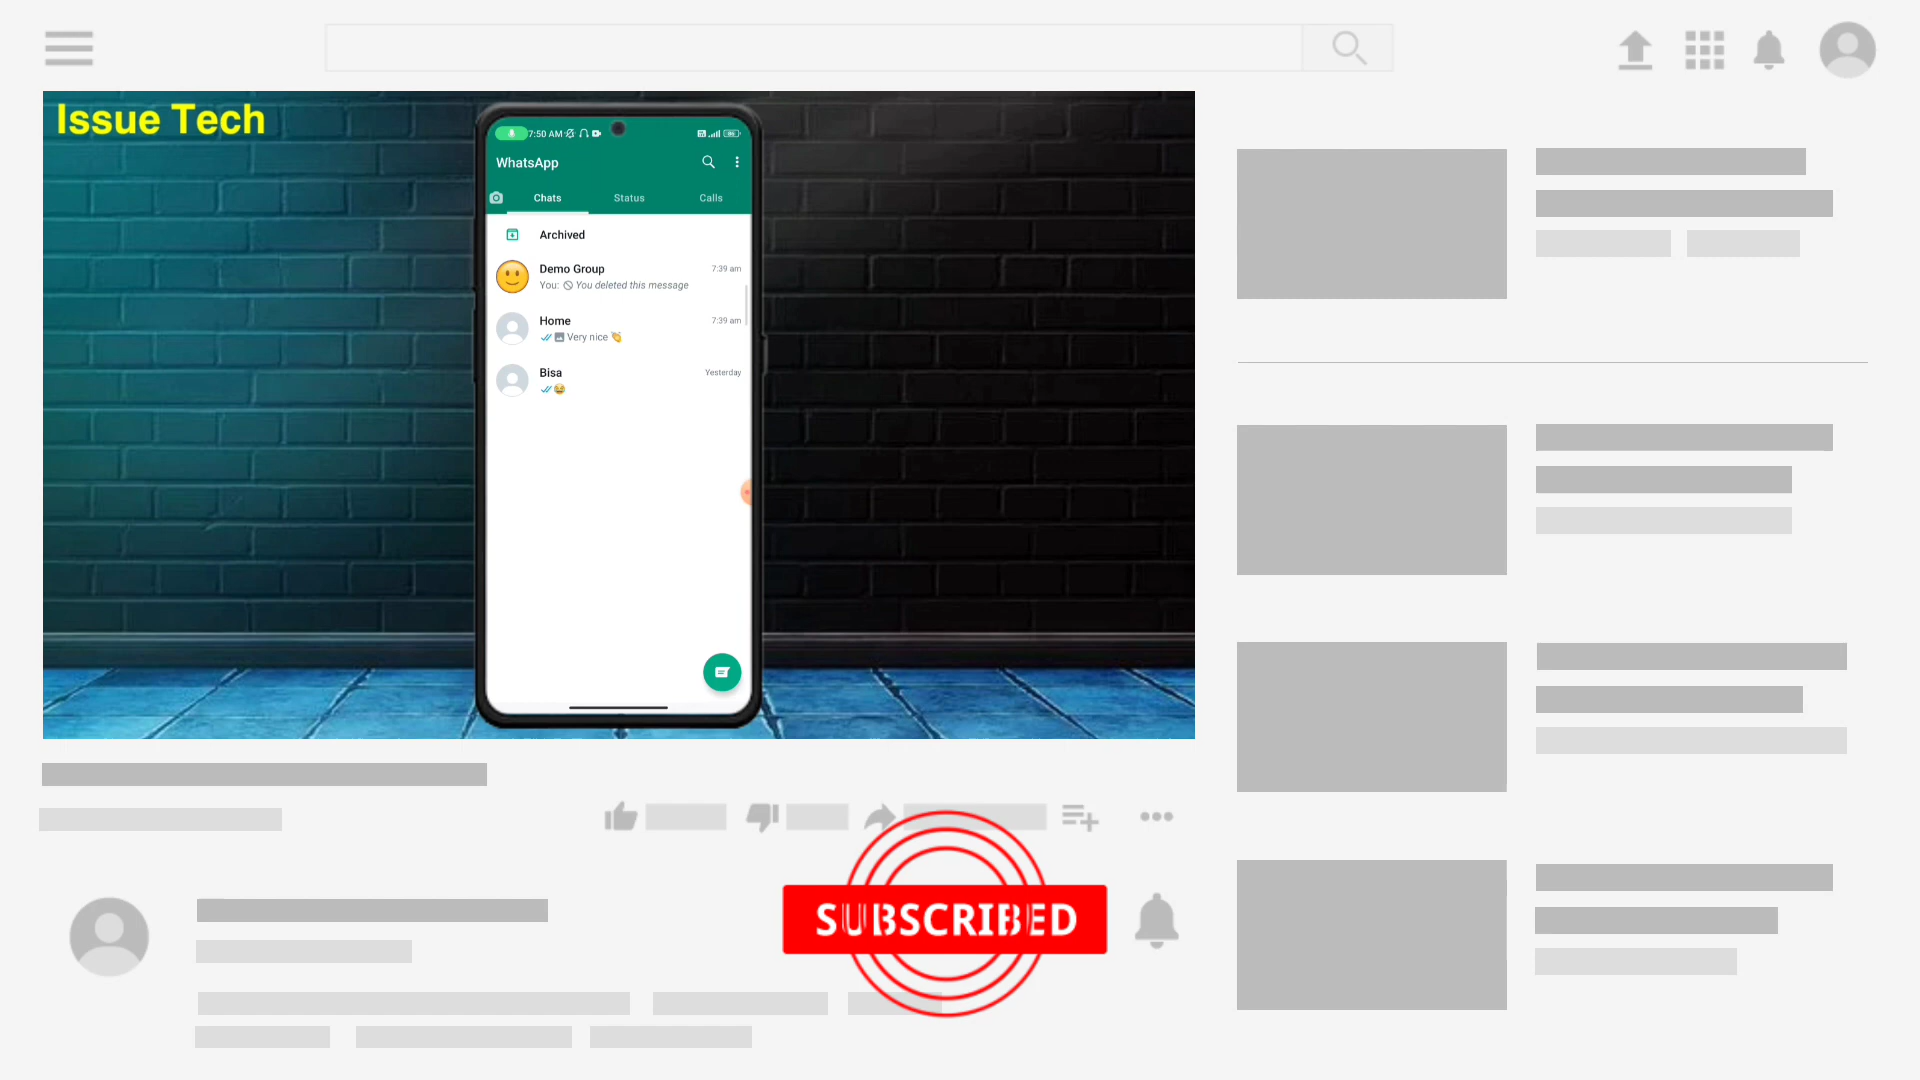 Issue Tech
7:50 AM
WhatsApp
Chats Status Calls
Archived
Demo Group 7:39 am
You: You deleted this message
Home 7:39 am
Very nice 👏
Bisa Yesterday
😂
SUBSCRIBED